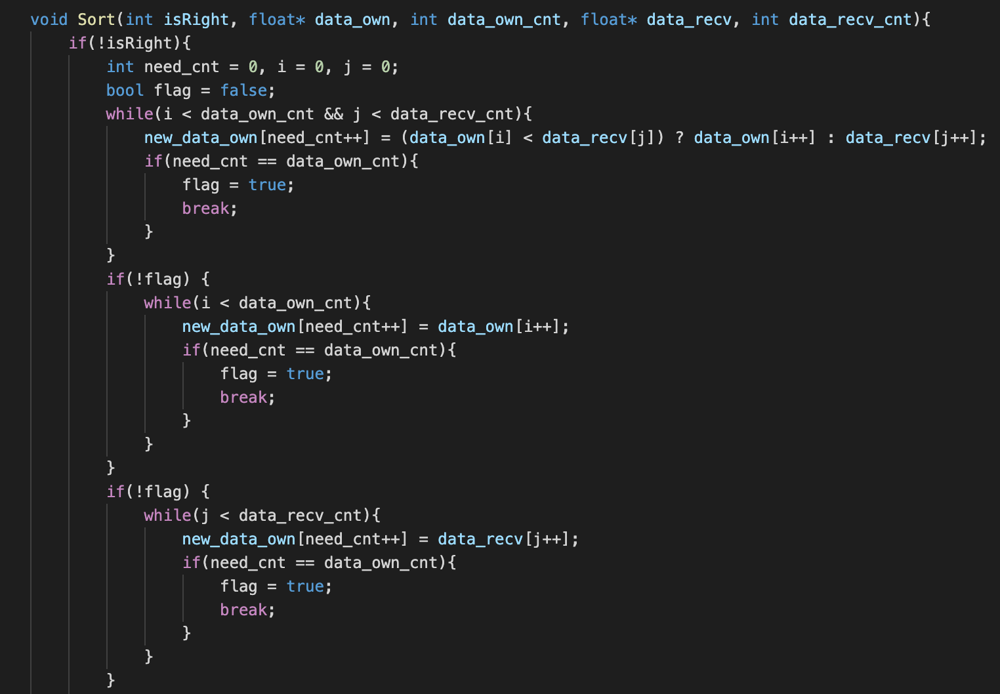 void Sort(int isRight, float* data_own, int data_own_cnt, float* data_recv, int data_recv_cnt){
    if(!isRight){
        int need_cnt = 0, i = 0, j = 0;
        bool flag = false;
        while(i < data_own_cnt && j < data_recv_cnt){
            new_data_own[need_cnt++] = (data_own[i] < data_recv[j]) ? data_own[i++] : data_recv[j++];
            if(need_cnt == data_own_cnt){
                flag = true;
                break;
            }
        }
        if(!flag) {
            while(i < data_own_cnt){
                new_data_own[need_cnt++] = data_own[i++];
                if(need_cnt == data_own_cnt){
                    flag = true;
                    break;
                }
            }
        }
        if(!flag) {
            while(j < data_recv_cnt){
                new_data_own[need_cnt++] = data_recv[j++];
                if(need_cnt == data_own_cnt){
                    flag = true;
                    break;
                }
            }
        }